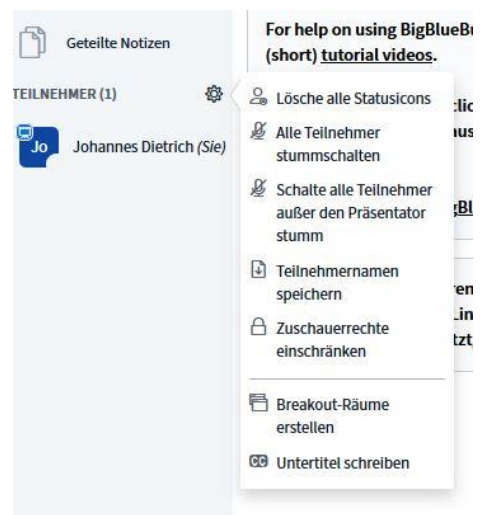 Geteilte Notizen
TEILNEHMER (1)
Jo
Johannes Dietrich (Sie)
For help on using BigBlueBu
(short) tutorial videos.
Lösche alle Statusicons
Alle Teilnehmer
stummschalten
Schalte alle Teilnehmer
außer den Präsentator
stumm
Teilnehmernamen
speichern
Zuschauerrechte
einschränken
Breakout-Räume
erstellen
CC Untertitel schreiben